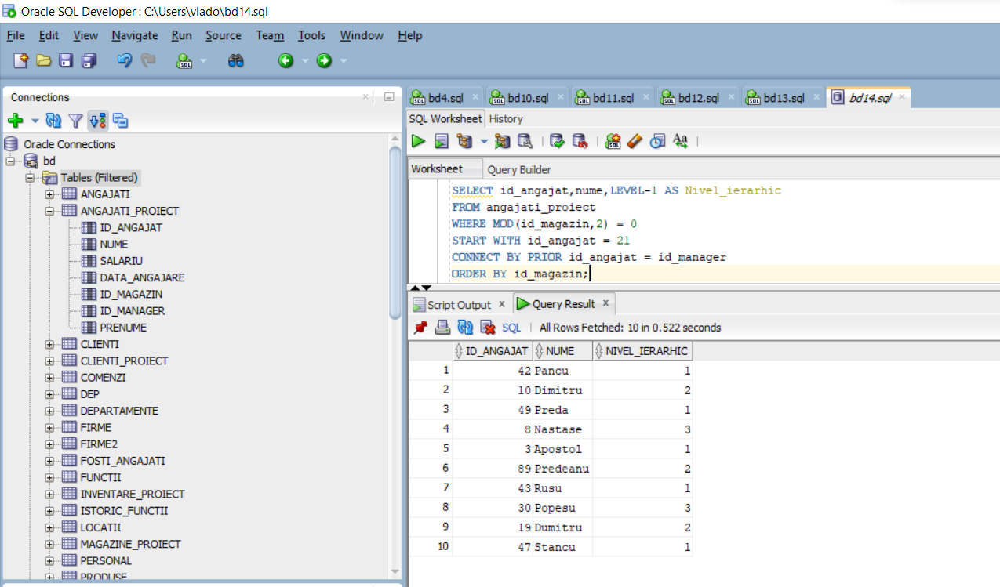 Oracle SQL Developer : C:\Users\vlado\bd14.sql
File Edit View Navigate Run Source Team Tools Window Help
Connections
Oracle Connections
bd
Tables (Filtered)
ANGAJATI
ANGAJATI_PROIECT
ID_ANGAJAT
NUME
SALARIU
DATA_ANGAJARE
ID_MAGAZIN
ID_MANAGER
PRENUME
CLIENTI
CLIENTI_PROIECT
COMENZI
DEP
DEPARTAMENTE
FIRME
FIRME2
FOSTI_ANGAJATI
FUNCTII
INVENTARE_PROIECT
ISTORIC_FUNCTII
LOCATII
MAGAZINE_PROIECT
PERSONAL
PRODUSE
bd4.sql bd10.sql bd11.sql bd12.sql bd13.sql bd14.sql
SQL Worksheet History
Worksheet Query Builder
SELECT id_angajat,nume,LEVEL-1 AS Nivel_ierarhic
FROM angajati_proiect
WHERE MOD(id_magazin,2) = 0
START WITH id_angajat = 21
CONNECT BY PRIOR id_angajat = id_manager
ORDER BY id_magazin;
Script Output Query Result
SQL All Rows Fetched: 10 in 0.522 seconds
ID_ANGAJAT NUME NIVEL_IERARHIC
1 42 Pancu 1
2 10 Dimitru 2
3 49 Preda 1
4 8 Nastase 3
5 3 Apostol 1
6 89 Predeanu 2
7 43 Rusu 1
8 30 Popesu 3
9 19 Dumitru 2
10 47 Stancu 1